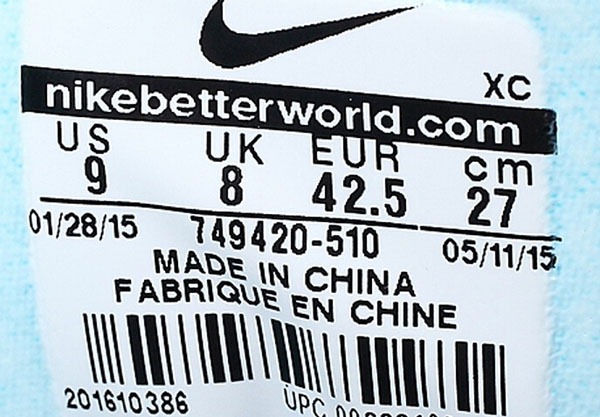 XC
nikebetterworld.com
US UK EUR cm
9 8 42.5 27
01/28/15 749420-510 05/11/15
MADE IN CHINA
FABRIQUE EN CHINE
201610386 UPC